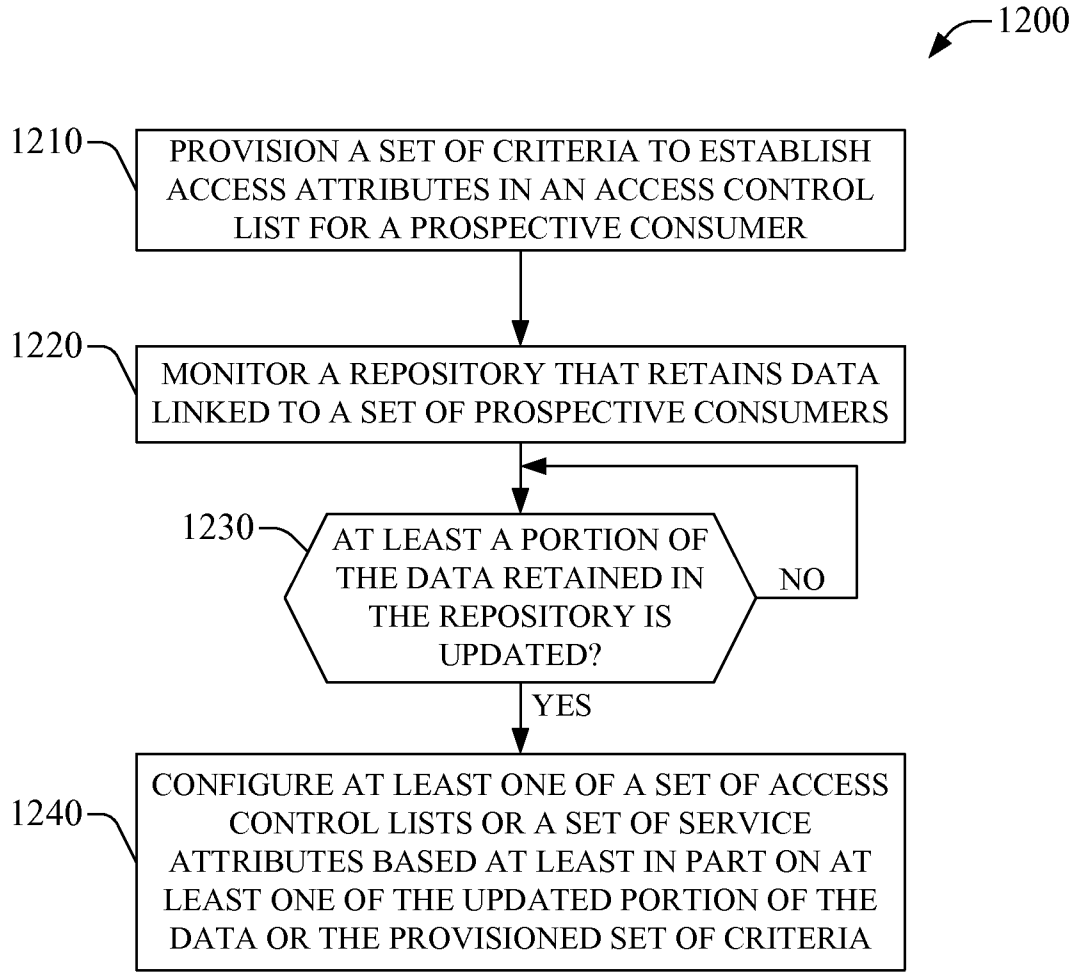 1200
1210
PROVISION A SET OF CRITERIA TO ESTABLISH
ACCESS ATTRIBUTES IN AN ACCESS CONTROL
LIST FOR A PROSPECTIVE CONSUMER
1220
MONITOR A REPOSITORY THAT RETAINS DATA
LINKED TO A SET OF PROSPECTIVE CONSUMERS
1230
AT LEAST A PORTION OF
THE DATA RETAINED IN
THE REPOSITORY IS
UPDATED?
NO
YES
1240
CONFIGURE AT LEAST ONE OF A SET OF ACCESS
CONTROL LISTS OR A SET OF SERVICE
ATTRIBUTES BASED AT LEAST IN PART ON AT
LEAST ONE OF THE UPDATED PORTION OF THE
DATA OR THE PROVISIONED SET OF CRITERIA